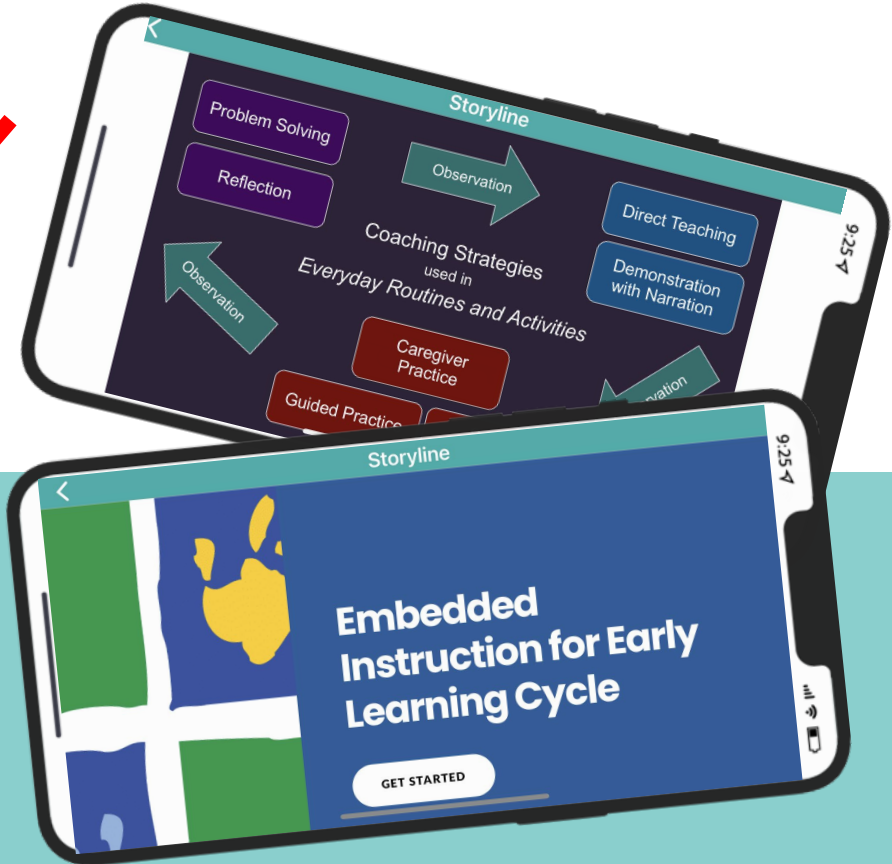 Storyline
9:25
Problem Solving
Reflection
Observation
Direct Teaching
Demonstration
with Narration
Coaching Strategies
used in
Everyday Routines and Activities
Observation
Caregiver
Practice
Guided Practice
Storyline
9:25
Embedded
Instruction for Early
Learning Cycle
GET STARTED